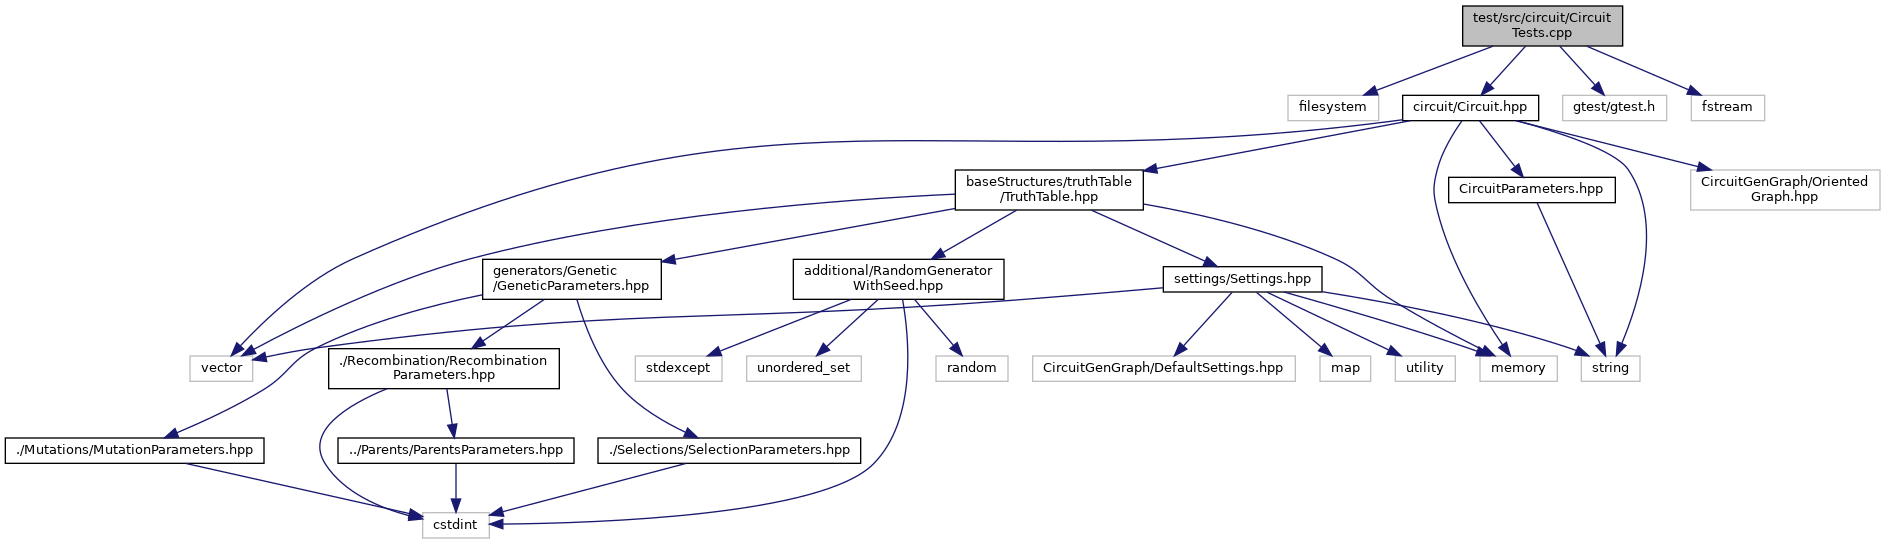 test/src/circuit/Circuit
Tests.cpp
filesystem
circuit/Circuit.hpp
gtest/gtest.h
fstream
baseStructures/truthTable
/TruthTable.hpp
CircuitParameters.hpp
CircuitGenGraph/Oriented
Graph.hpp
generators/Genetic
/GeneticParameters.hpp
additional/RandomGenerator
WithSeed.hpp
settings/Settings.hpp
vector
./Recombination/Recombination
Parameters.hpp
stdexcept
unordered_set
random
CircuitGenGraph/DefaultSettings.hpp
map
utility
memory
string
./Mutations/MutationParameters.hpp
../Parents/ParentsParameters.hpp
./Selections/SelectionParameters.hpp
cstdint